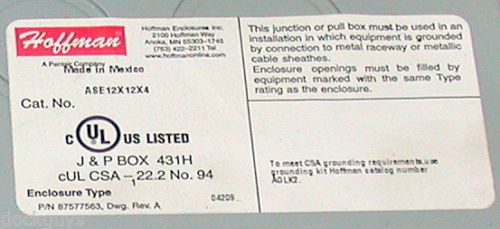 Hoffman
A Pentair Company
Hoffman Enclosures Inc.
2100 Hoffman Way
Anoka, MN 55303-1745
(763) 422-2211 Tel
www.hoffmanonline.com
Made in Mexico
ASE12X12X4
Cat. No.
c UL US LISTED
J & P BOX 431H
cUL CSA - 22.2 No. 94
1
Enclosure Type
P/N 87577563, Dwg. Rev. A
04209
This junction or pull box must be used in an
installation in which equipment is grounded
by connection to metal raceway or metallic
cable sheathes.
Enclosure openings must be filled by
equipment marked with the same Type
rating as the enclosure.
To meet CSA grounding requirements,use
grounding kit Hoffman catalog number
AGLK2.
dockguys